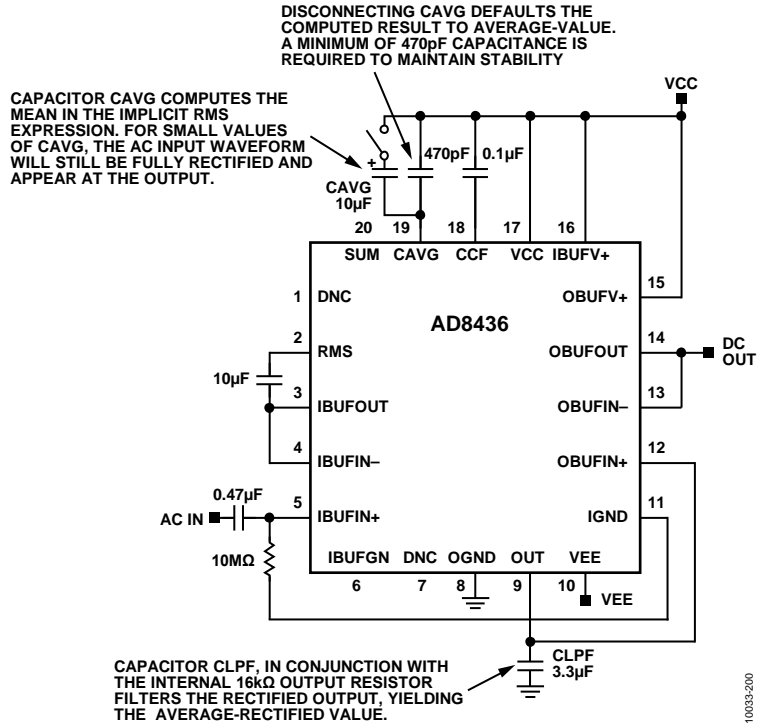 DISCONNECTING CAVG DEFAULTS THE
COMPUTED RESULT TO AVERAGE-VALUE.
A MINIMUM OF 470pF CAPACITANCE IS
REQUIRED TO MAINTAIN STABILITY
VCC
CAPACITOR CAVG COMPUTES THE
MEAN IN THE IMPLICIT RMS
EXPRESSION. FOR SMALL VALUES
OF CAVG, THE AC INPUT WAVEFORM
WILL STILL BE FULLY RECTIFIED AND
APPEAR AT THE OUTPUT.
+
470pF
0.1µF
CAVG
10µF
20 19 18 17 16
SUM CAVG CCF VCC IBUFV+
15
OBUFV+
1
DNC
AD8436
2
RMS
14
OBUFOUT
DC
OUT
10µF
3
IBUFOUT
13
OBUFIN–
4
IBUFIN–
12
OBUFIN+
0.47µF
AC IN
5
IBUFIN+
11
IGND
10MΩ
IBUFGN DNC OGND OUT VEE
6 7 8 9 10
VEE
CAPACITOR CLPF, IN CONJUNCTION WITH
THE INTERNAL 16kΩ OUTPUT RESISTOR
FILTERS THE RECTIFIED OUTPUT, YIELDING
THE AVERAGE-RECTIFIED VALUE.
CLPF
3.3µF
10033-200